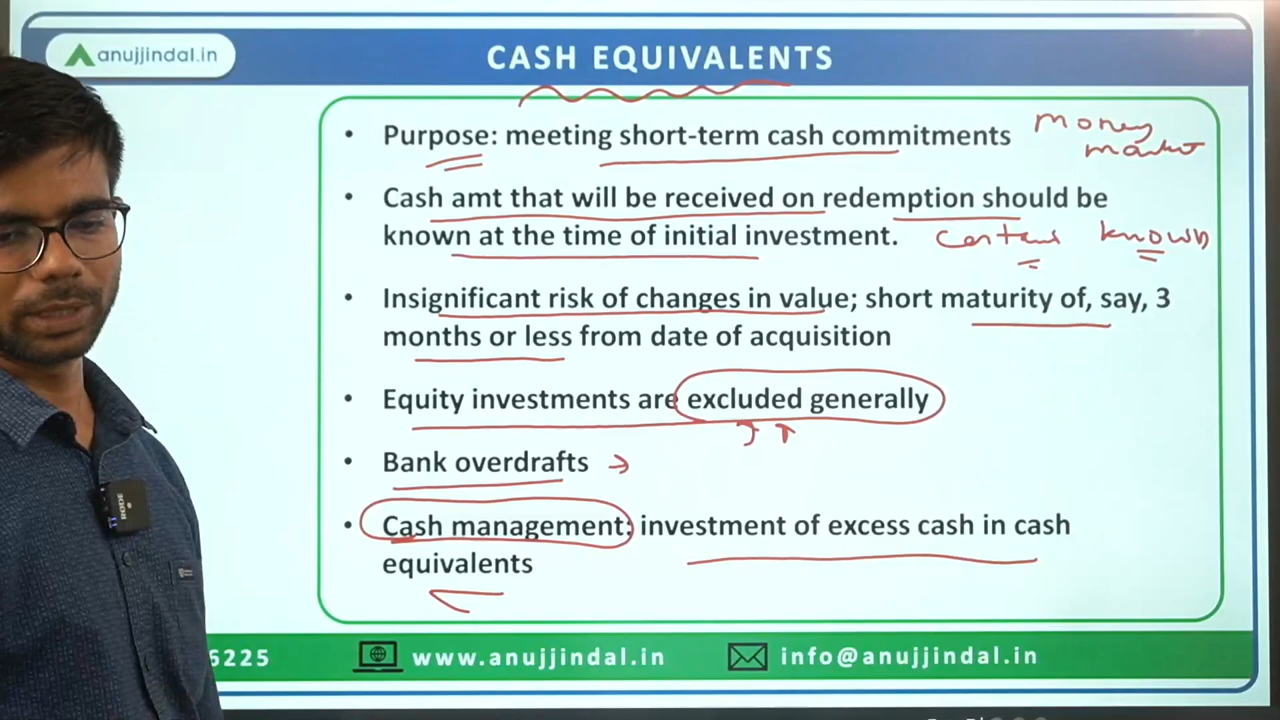 anujjindal.in
CASH EQUIVALENTS
• Purpose: meeting short-term cash commitments
money
market
• Cash amt that will be received on redemption should be
known at the time of initial investment.
certain known
• Insignificant risk of changes in value; short maturity of, say, 3
months or less from date of acquisition
• Equity investments are excluded generally
• Bank overdrafts →
• Cash management: investment of excess cash in cash
equivalents
6225
www.anujjindal.in
info@anujjindal.in
RODE